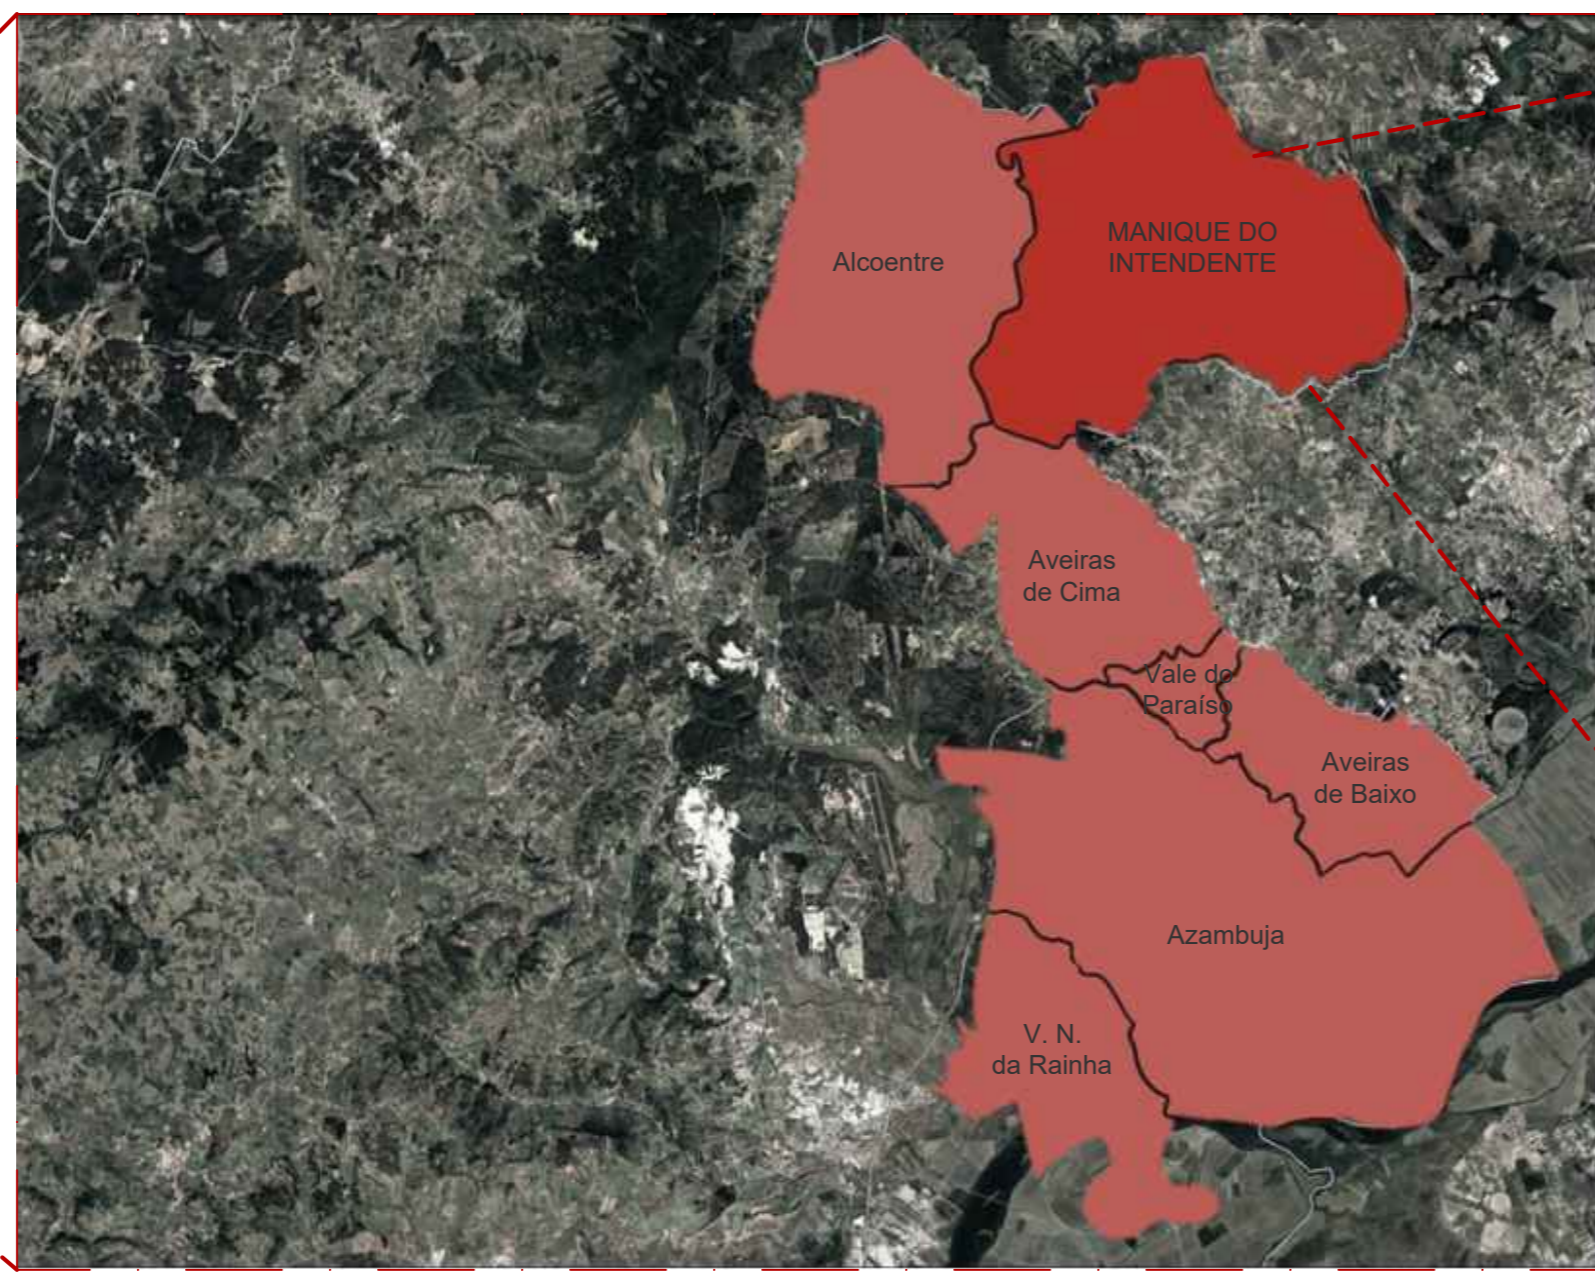 MANIQUE DO
INTENDENTE
Alcoentre
Aveiras
de Cima
Vale do
Paraíso
Aveiras
de Baixo
Azambuja
V. N.
da Rainha